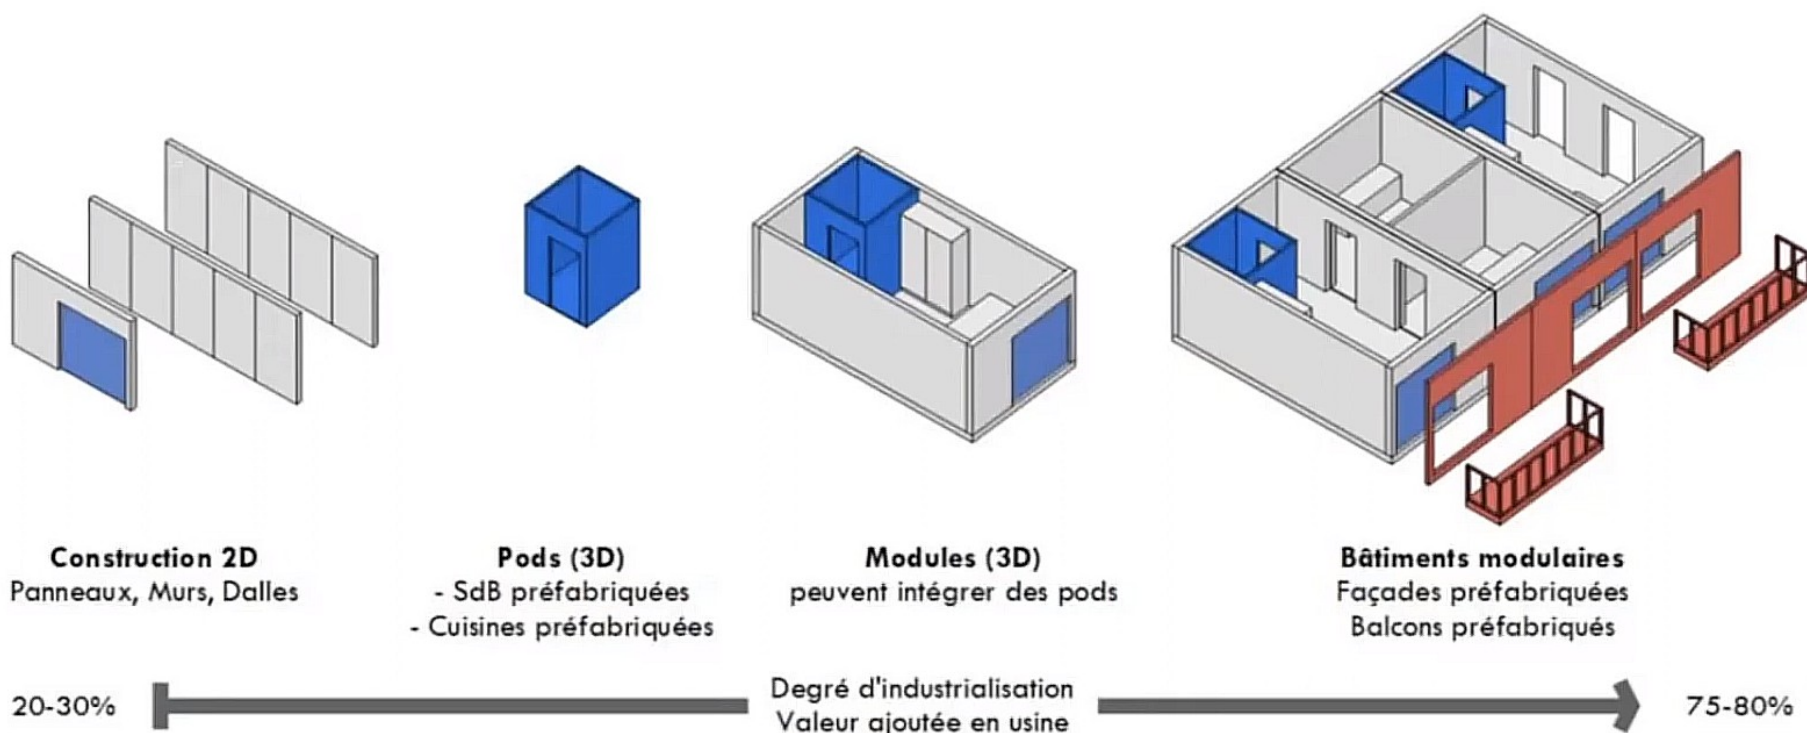 Construction 2D
Panneaux, Murs, Dalles
Pods (3D)
- SdB préfabriquées
- Cuisines préfabriquées
Modules (3D)
peuvent intégrer des pods
Bâtiments modulaires
Façades préfabriquées
Balcons préfabriqués
20-30%
Degré d'industrialisation
Valeur ajoutée en usine
75-80%